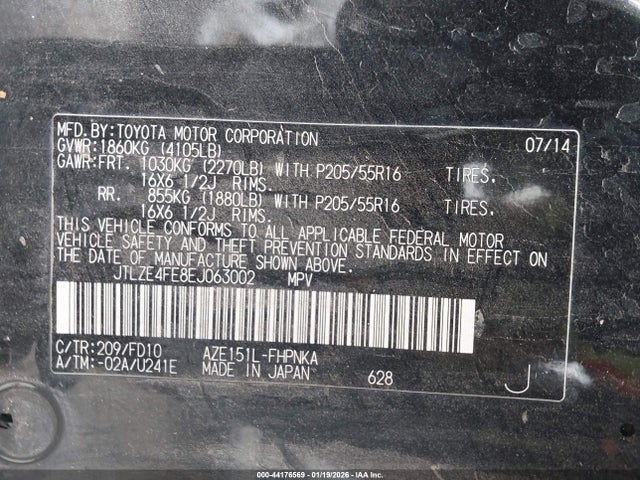 MFD.BY:TOYOTA MOTOR CORPORATION 07/14
GVWR:1860KG (4105LB)
GAWR:FRT. 1030KG (2270LB) WITH P205/55R16 TIRES.
16X6 1/2J RIMS.
RR. 855KG (1880LB) WITH P205/55R16 TIRES.
16X6 1/2J RIMS.
THIS VEHICLE CONFORMS TO ALL APPLICABLE FEDERAL MOTOR
VEHICLE SAFETY AND THEFT PREVENTION STANDARDS IN EFFECT ON
THE DATE OF MANUFACTURE SHOWN ABOVE.
JTLZE4FE8EJ063002 MPV
C/TR:209/FD10 AZE151L-FHPNKA
A/TM:-02A/U241E MADE IN JAPAN 628 J
000-44176569 - 01/19/2026 - IAA Inc.